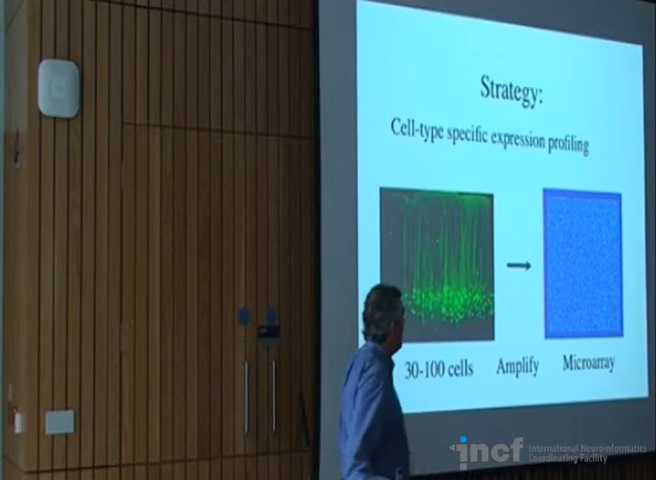 Strategy:
Cell-type specific expression profiling
30-100 cells Amplify Microarray
incf International Neuroinformatics
Coordinating Facility